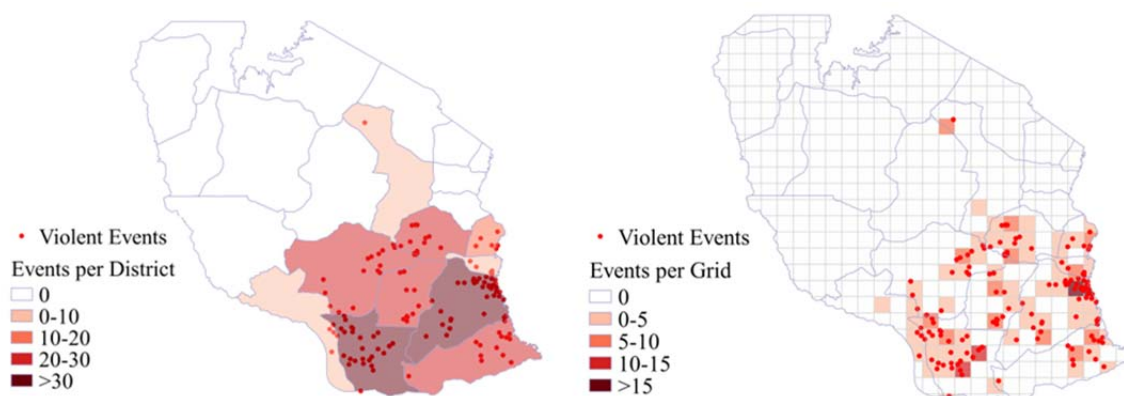 Violent Events
Events per District
0
0-10
10-20
20-30
>30
Violent Events
Events per Grid
0
0-5
5-10
10-15
>15